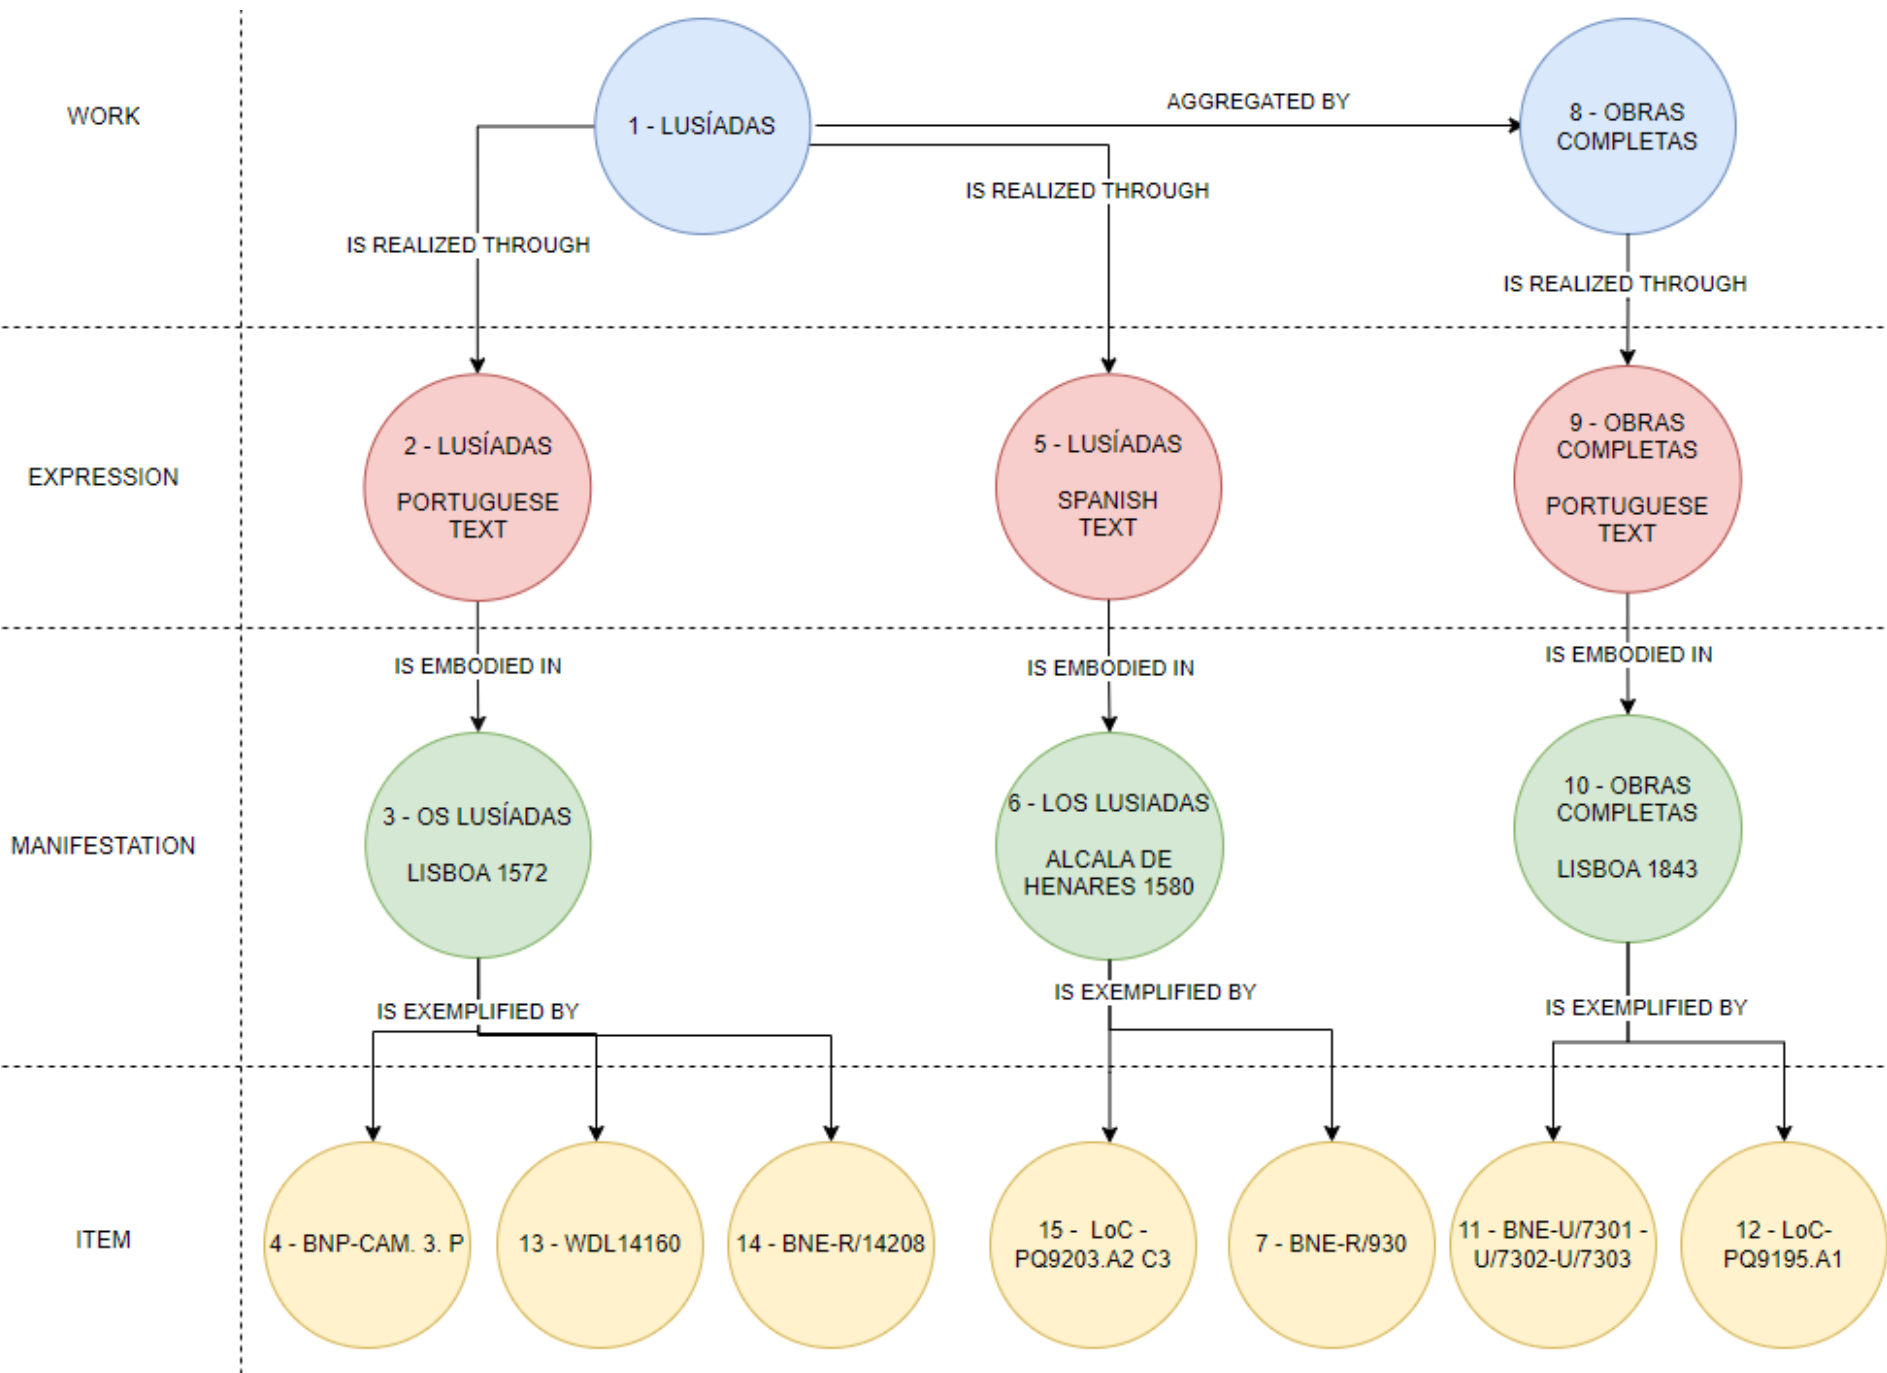 WORK
1 - LUSÍADAS
AGGREGATED BY
8 - OBRAS
COMPLETAS
IS REALIZED THROUGH
IS REALIZED THROUGH
IS REALIZED THROUGH
EXPRESSION
2 - LUSÍADAS
PORTUGUESE
TEXT
5 - LUSÍADAS
SPANISH
TEXT
9 - OBRAS
COMPLETAS
PORTUGUESE
TEXT
IS EMBODIED IN
IS EMBODIED IN
IS EMBODIED IN
MANIFESTATION
3 - OS LUSÍADAS
LISBOA 1572
6 - LOS LUSIADAS
ALCALA DE
HENARES 1580
10 - OBRAS
COMPLETAS
LISBOA 1843
IS EXEMPLIFIED BY
IS EXEMPLIFIED BY
IS EXEMPLIFIED BY
ITEM
4 - BNP-CAM. 3. P
13 - WDL14160
14 - BNE-R/14208
15 - LoC -
PQ9203.A2 C3
7 - BNE-R/930
11 - BNE-U/7301 -
U/7302-U/7303
12 - LoC-
PQ9195.A1